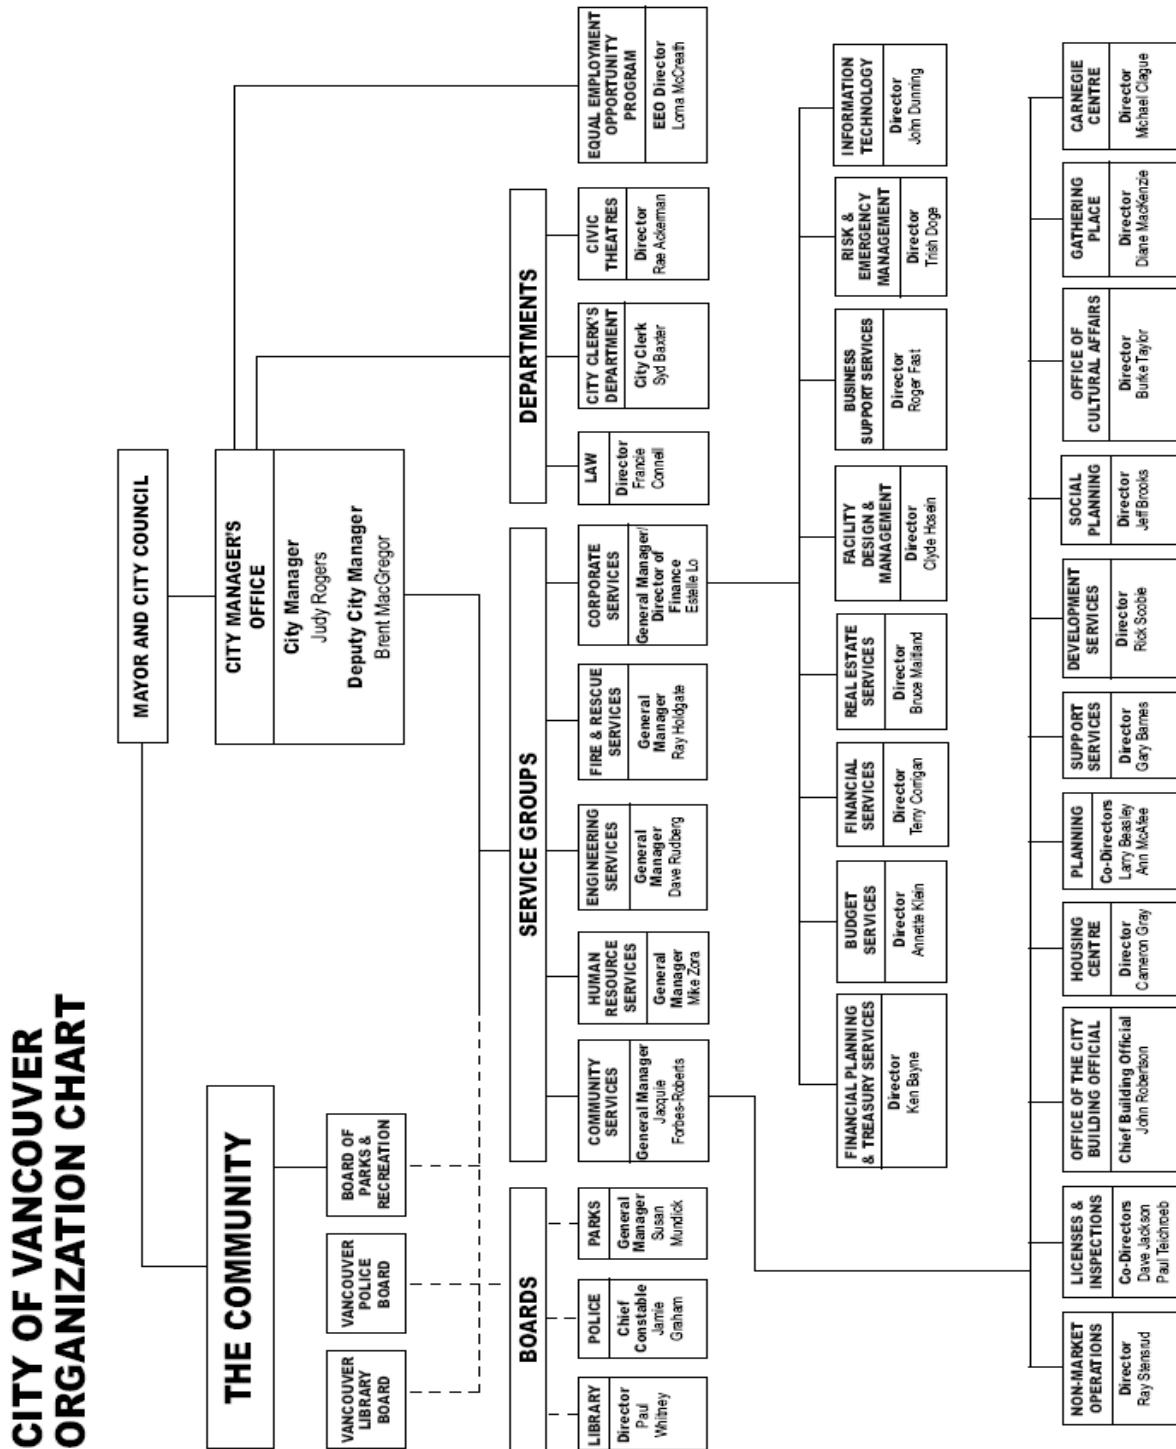 CITY OF VANCOUVER
ORGANIZATION CHART
MAYOR AND CITY COUNCIL
THE COMMUNITY
CITY MANAGER'S
OFFICE
City Manager
Judy Rogers
Deputy City Manager
Brent MacGregor
VANCOUVER
LIBRARY
BOARD
VANCOUVER
POLICE
BOARD
BOARD OF
PARKS &
RECREATION
BOARDS
SERVICE GROUPS
DEPARTMENTS
LIBRARY
Director
Paul
Whitney
POLICE
Chief
Constable
Jamie
Graham
PARKS
General
Manager
Susan
Mundick
COMMUNITY
SERVICES
General Manager
Jacquie
Forbes-Roberts
HUMAN
RESOURCE
SERVICES
General
Manager
Mike Zora
ENGINEERING
SERVICES
General
Manager
Dave Rudberg
FIRE & RESCUE
SERVICES
General
Manager
Ray Holdgate
CORPORATE
SERVICES
General Manager/
Director of
Finance
Estelle Lo
LAW
Director
Francie
Connell
CITY CLERK'S
DEPARTMENT
City Clerk
Syd Baxter
CIVIC
THEATRES
Director
Rae Ackerman
EQUAL EMPLOYMENT
OPPORTUNITY
PROGRAM
EEO Director
Lorna McCreath
FINANCIAL PLANNING
& TREASURY SERVICES
Director
Ken Bayne
BUDGET
SERVICES
Director
Annette Klein
FINANCIAL
SERVICES
Director
Terry Corrigan
REAL ESTATE
SERVICES
Director
Bruce Maitland
FACILITY
DESIGN &
MANAGEMENT
Director
Clyde Hosein
BUSINESS
SUPPORT SERVICES
Director
Roger Fast
RISK &
EMERGENCY
MANAGEMENT
Director
Trish Doge
INFORMATION
TECHNOLOGY
Director
John Dunning
NON-MARKET
OPERATIONS
Director
Ray Stensrud
LICENSES &
INSPECTIONS
Co-Directors
Dave Jackson
Paul Teichroeb
OFFICE OF THE CITY
BUILDING OFFICIAL
Chief Building Official
John Robertson
HOUSING
CENTRE
Director
Cameron Gray
PLANNING
Co-Directors
Larry Beasley
Ann McAfee
SUPPORT
SERVICES
Director
Gary Barnes
DEVELOPMENT
SERVICES
Director
Rick Scobie
SOCIAL
PLANNING
Director
Jeff Brooks
OFFICE OF
CULTURAL AFFAIRS
Director
Burke Taylor
GATHERING
PLACE
Director
Diane MacKenzie
CARNEGIE
CENTRE
Director
Michael Clague